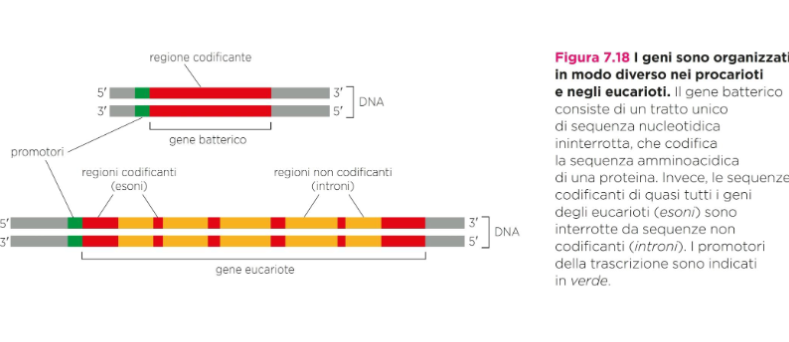 regione codificante
5′ 3′
3′ 5′
DNA
gene batterico
promotori
regioni codificanti
(esoni)
regioni non codificanti
(introni)
5′ 3′
3′ 5′
DNA
gene eucariote
Figura 7.18 I geni sono organizzati
in modo diverso nei procarioti
e negli eucarioti. Il gene batterico
consiste di un tratto unico
di sequenza nucleotidica
ininterrotta, che codifica
la sequenza amminoacidica
di una proteina. Invece, le sequenze
codificanti di quasi tutti i geni
degli eucarioti (esoni) sono
interrotte da sequenze non
codificanti (introni). I promotori
della trascrizione sono indicati
in verde.